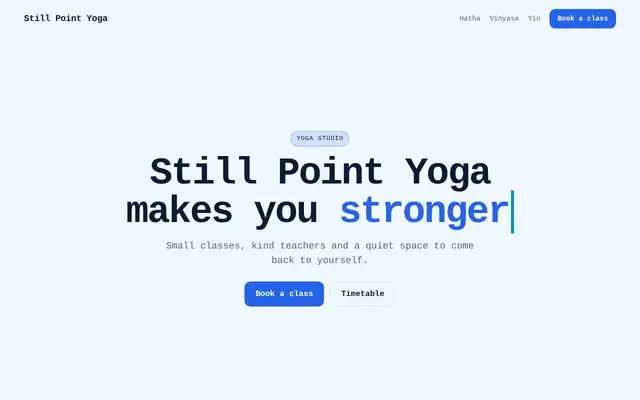 Still Point Yoga
Hatha Vinyasa Yin Book a class
YOGA STUDIO
Still Point Yoga
makes you stronger
Small classes, kind teachers and a quiet space to come
back to yourself.
Book a class Timetable